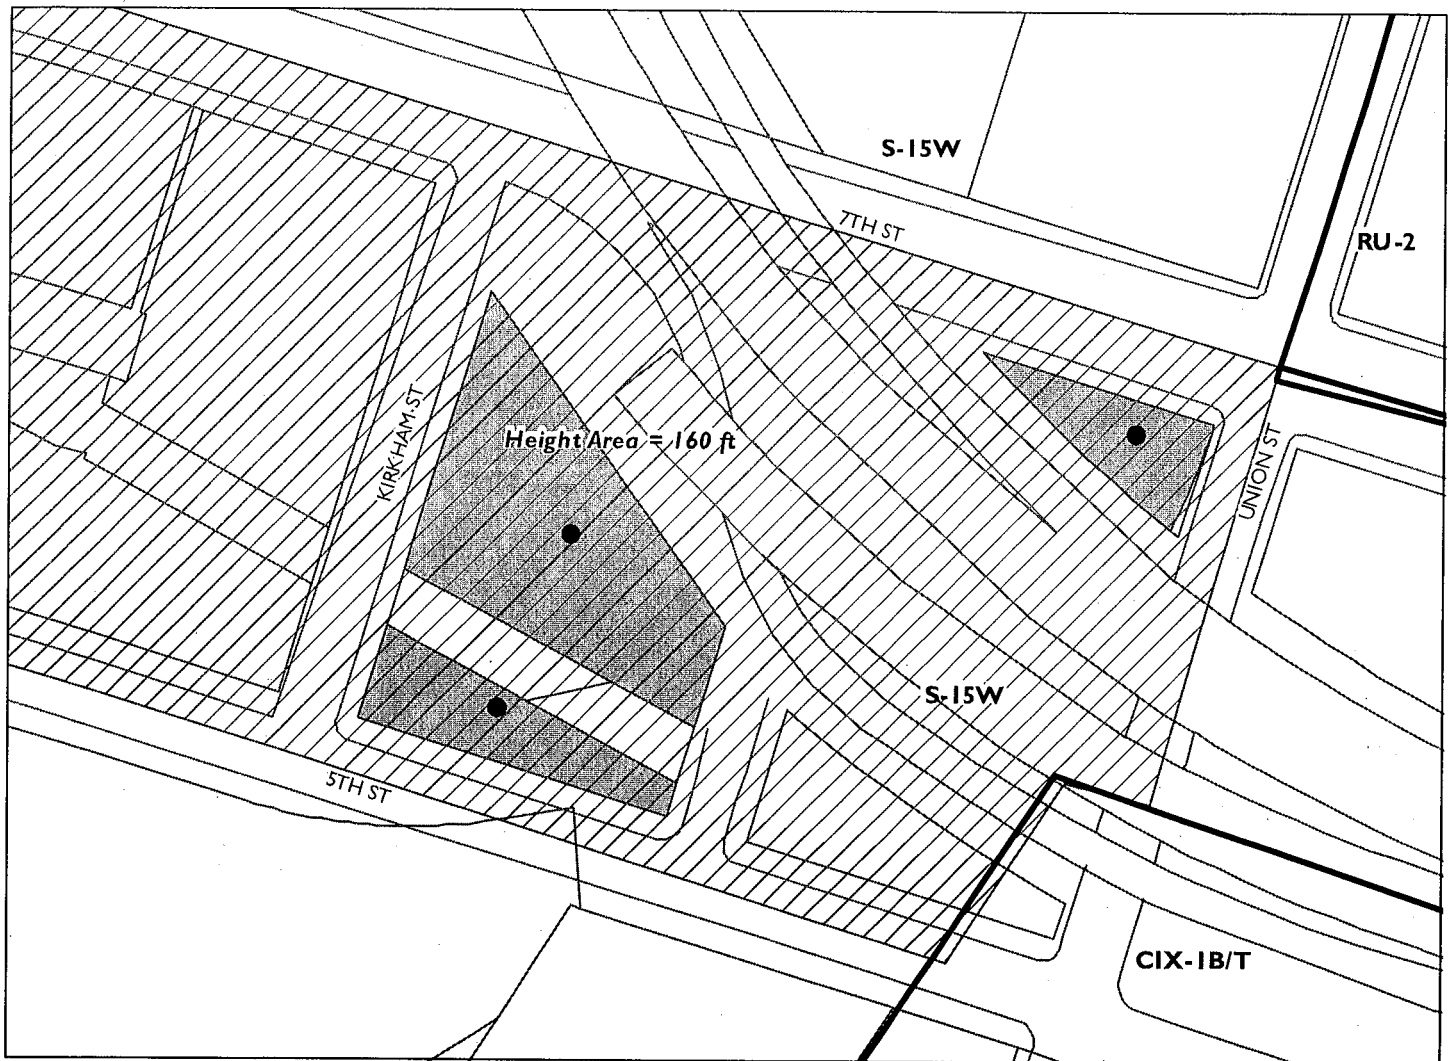 S-15W
7TH ST
RU-2
KIRKHAM ST
Height Area = 160 ft
UNION ST
S-15W
5TH ST
CIX-1B/T